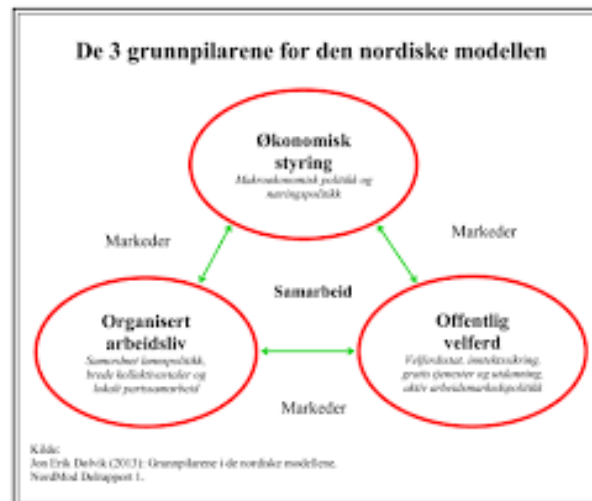 De 3 grunnpilarene for den nordiske modellen
Økonomisk
styring
Makroøkonomisk politikk og
næringspolitikk
Markeder
Markeder
Samarbeid
Organisert
arbeidsliv
Samordnet lønnspolitikk,
brede kollektivavtaler og
lokalt partssamarbeid
Offentlig
velferd
Velferdsstat, inntektssikring,
gratis tjenester og utdanning,
aktiv arbeidsmarkedspolitikk
Markeder
Kilde:
Jon Erik Dølvik (2013): Grunnpilarene i de nordiske modellene.
NordMod Delrapport 1.